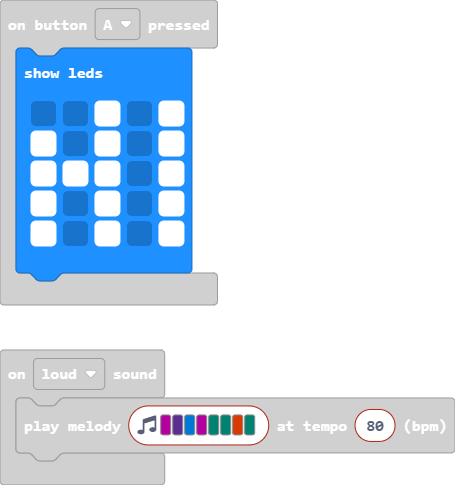 on button A pressed
show leds
on loud sound
play melody at tempo 80 (bpm)